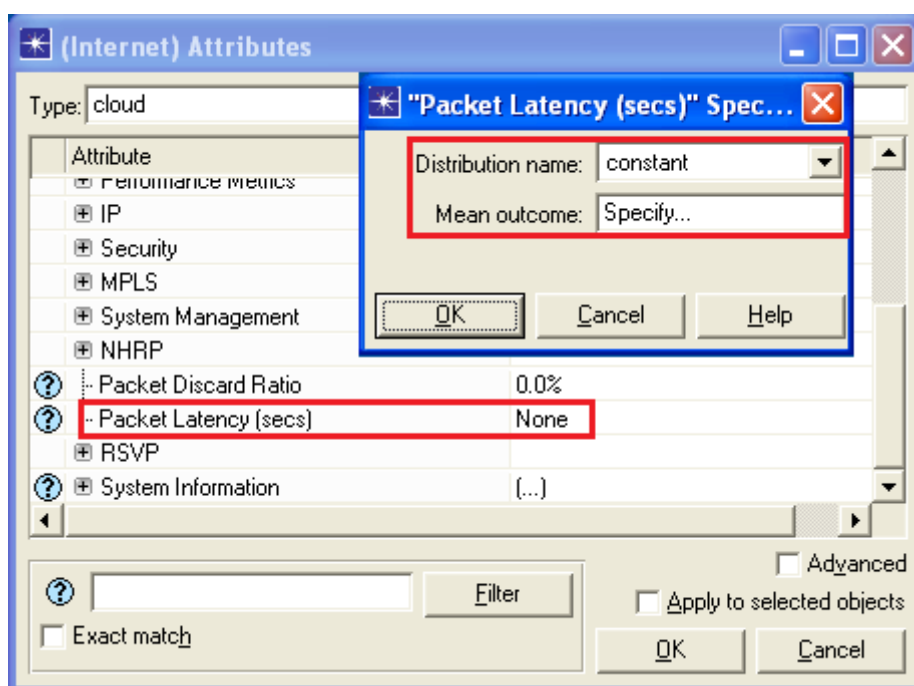 (Internet) Attributes
Type: cloud
"Packet Latency (secs)" Spec...
Distribution name: constant
Mean outcome: Specify...
OK Cancel Help
Attribute
Performance Metrics
IP
Security
MPLS
System Management
NHRP
Packet Discard Ratio 0.0%
Packet Latency (secs) None
RSVP
System Information (...)
Advanced
Filter
Apply to selected objects
Exact match
OK Cancel